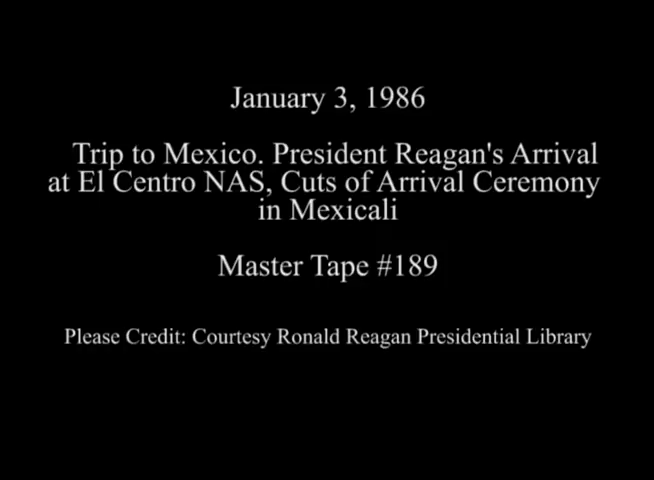 January 3, 1986
Trip to Mexico. President Reagan's Arrival
at El Centro NAS, Cuts of Arrival Ceremony
in Mexicali
Master Tape #189
Please Credit: Courtesy Ronald Reagan Presidential Library